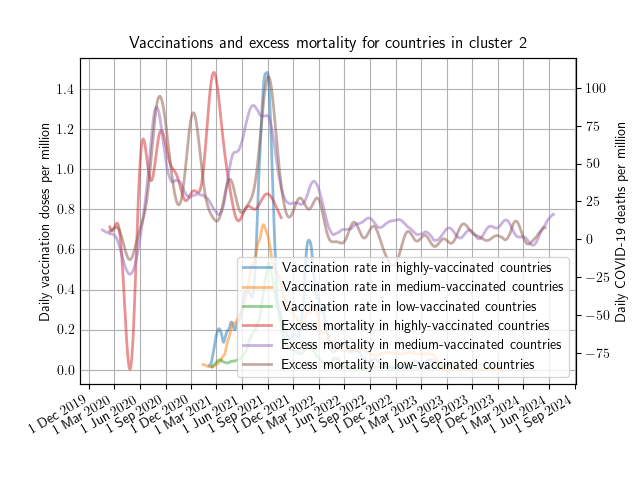 Vaccinations and excess mortality for countries in cluster 2
Daily vaccination doses per million
1.4
1.2
1.0
0.8
0.6
0.4
0.2
0.0
100
75
50
25
0
−25
−50
−75
Daily COVID-19 deaths per million
Vaccination rate in highly-vaccinated countries
Vaccination rate in medium-vaccinated countries
Vaccination rate in low-vaccinated countries
Excess mortality in highly-vaccinated countries
Excess mortality in medium-vaccinated countries
Excess mortality in low-vaccinated countries
1 Dec 2019
1 Mar 2020
1 Jun 2020
1 Sep 2020
1 Dec 2020
1 Mar 2021
1 Jun 2021
1 Sep 2021
1 Dec 2021
1 Mar 2022
1 Jun 2022
1 Sep 2022
1 Dec 2022
1 Mar 2023
1 Jun 2023
1 Sep 2023
1 Dec 2023
1 Mar 2024
1 Jun 2024
1 Sep 2024